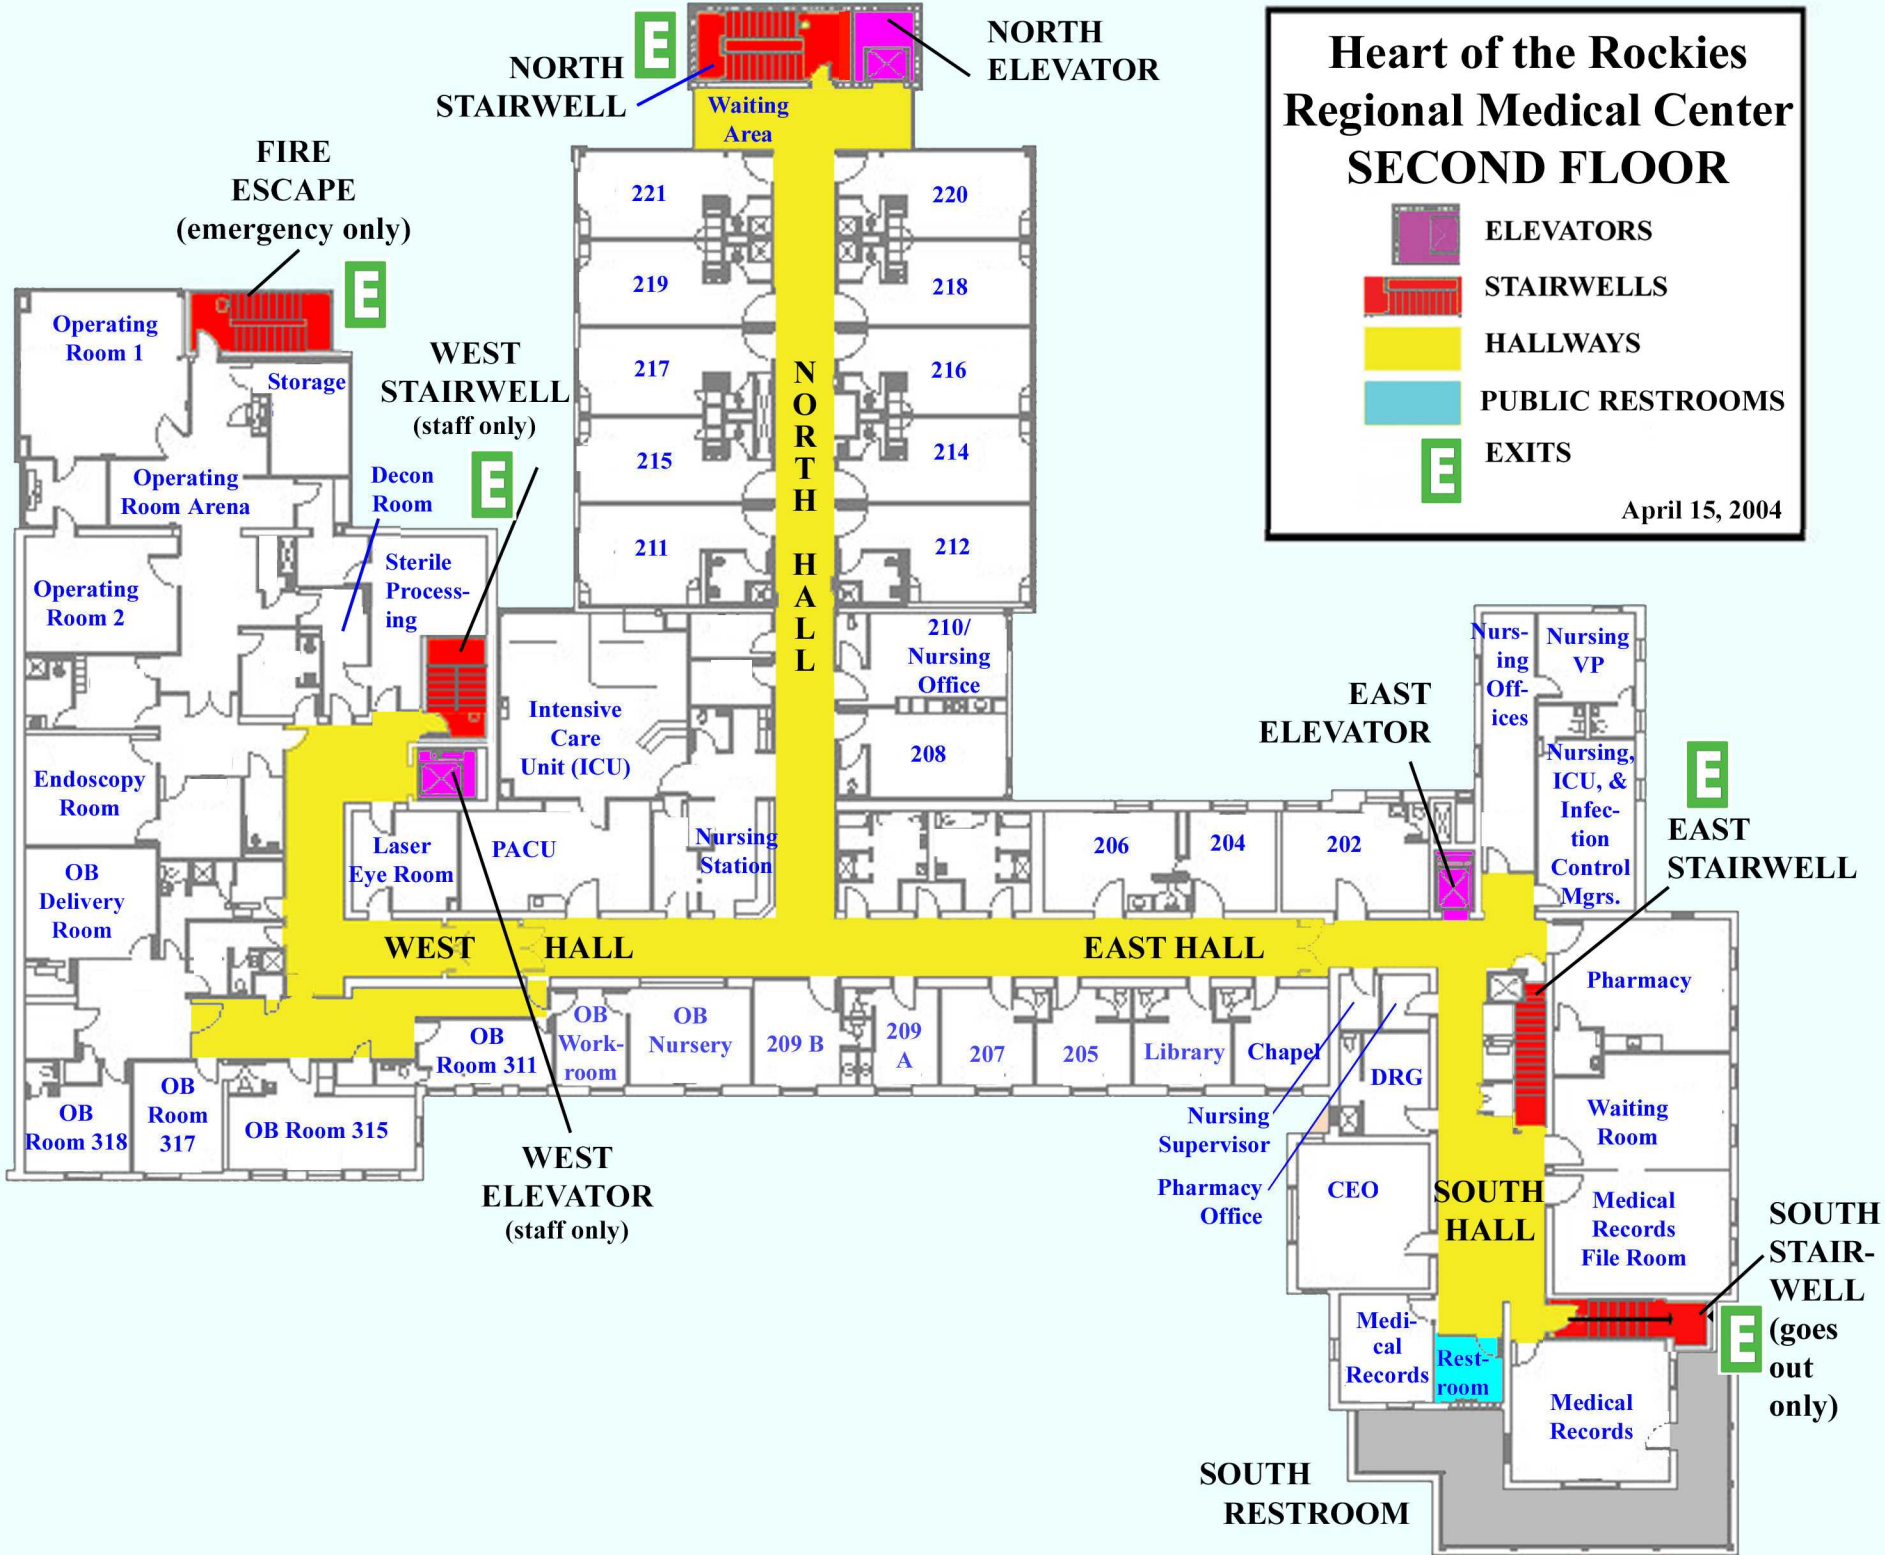 NORTH
STAIRWELL
E
NORTH
ELEVATOR
Waiting
Area
Heart of the Rockies
Regional Medical Center
SECOND FLOOR
ELEVATORS
STAIRWELLS
HALLWAYS
PUBLIC RESTROOMS
E
EXITS
April 15, 2004
FIRE
ESCAPE
(emergency only)
E
WEST
STAIRWELL
(staff only)
E
Operating
Room 1
Storage
Operating
Room Arena
Decon
Room
Operating
Room 2
Sterile
Process-
ing
221
220
219
218
217
216
215
214
211
212
NORTH HALL
210/
Nursing
Office
208
Intensive
Care
Unit (ICU)
Endoscopy
Room
OB
Delivery
Room
Laser
Eye Room
PACU
Nursing
Station
206
204
202
EAST
ELEVATOR
Nurs-
ing
Off-
ices
Nursing
VP
Nursing,
ICU, &
Infec-
tion
Control
Mgrs.
E
EAST
STAIRWELL
WEST HALL
EAST HALL
Pharmacy
OB
Room 311
OB
Work-
room
OB
Nursery
209 B
209
A
207
205
Library
Chapel
DRG
OB
Room 318
OB
Room
317
OB Room 315
WEST
ELEVATOR
(staff only)
Nursing
Supervisor
Pharmacy
Office
CEO
SOUTH
HALL
Waiting
Room
Medical
Records
File Room
SOUTH
STAIR-
WELL
(goes
out
only)
E
Medi-
cal
Records
Rest-
room
Medical
Records
SOUTH
RESTROOM